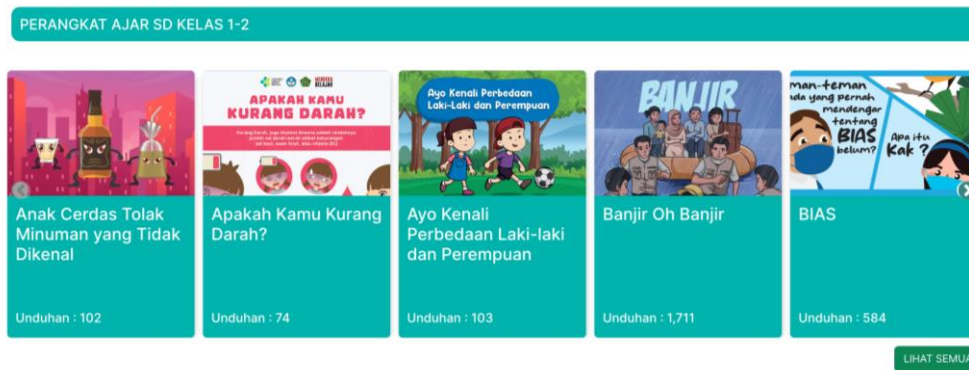 PERANGKAT AJAR SD KELAS 1-2
MERDEKA
BELAJAR
APAKAH KAMU
KURANG DARAH?
Ayo Kenali Perbedaan
Laki-Laki dan Perempuan
BANJIR
man-teman
da yang pernah
mendengar
tentang
BIAS
belum?
Apa itu
Kak ?
Anak Cerdas Tolak
Minuman yang Tidak
Dikenal
Unduhan : 102
Apakah Kamu Kurang
Darah?
Unduhan : 74
Ayo Kenali
Perbedaan Laki-laki
dan Perempuan
Unduhan : 103
Banjir Oh Banjir
Unduhan : 1,711
BIAS
Unduhan : 584
LIHAT SEMUA